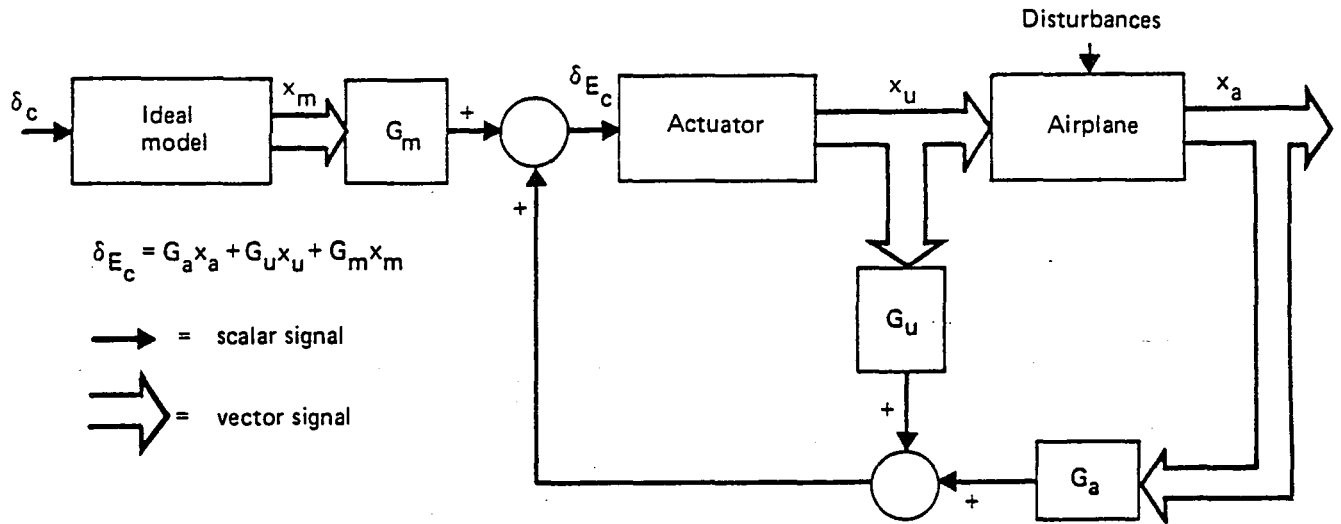 Disturbances
δc
Ideal
model
xm
Gm
+
δEc
Actuator
xu
Airplane
xa
+
δEc = Gaxa + Guxu + Gmxm
= scalar signal
= vector signal
Gu
+
+
Ga